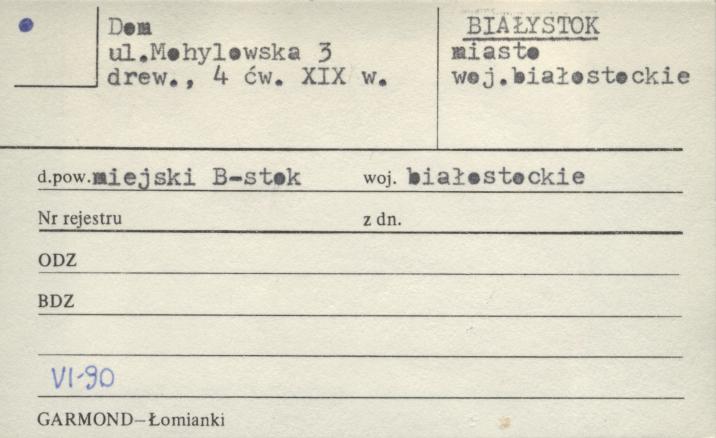 Dom
ul.Mohylowska 3
drew., 4 ćw. XIX w.
BIAŁYSTOK
miasto
woj.białostockie
d.pow.miejski B-stok woj. białostockie
Nr rejestru z dn.
ODZ
BDZ
VI-90
GARMOND—Łomianki